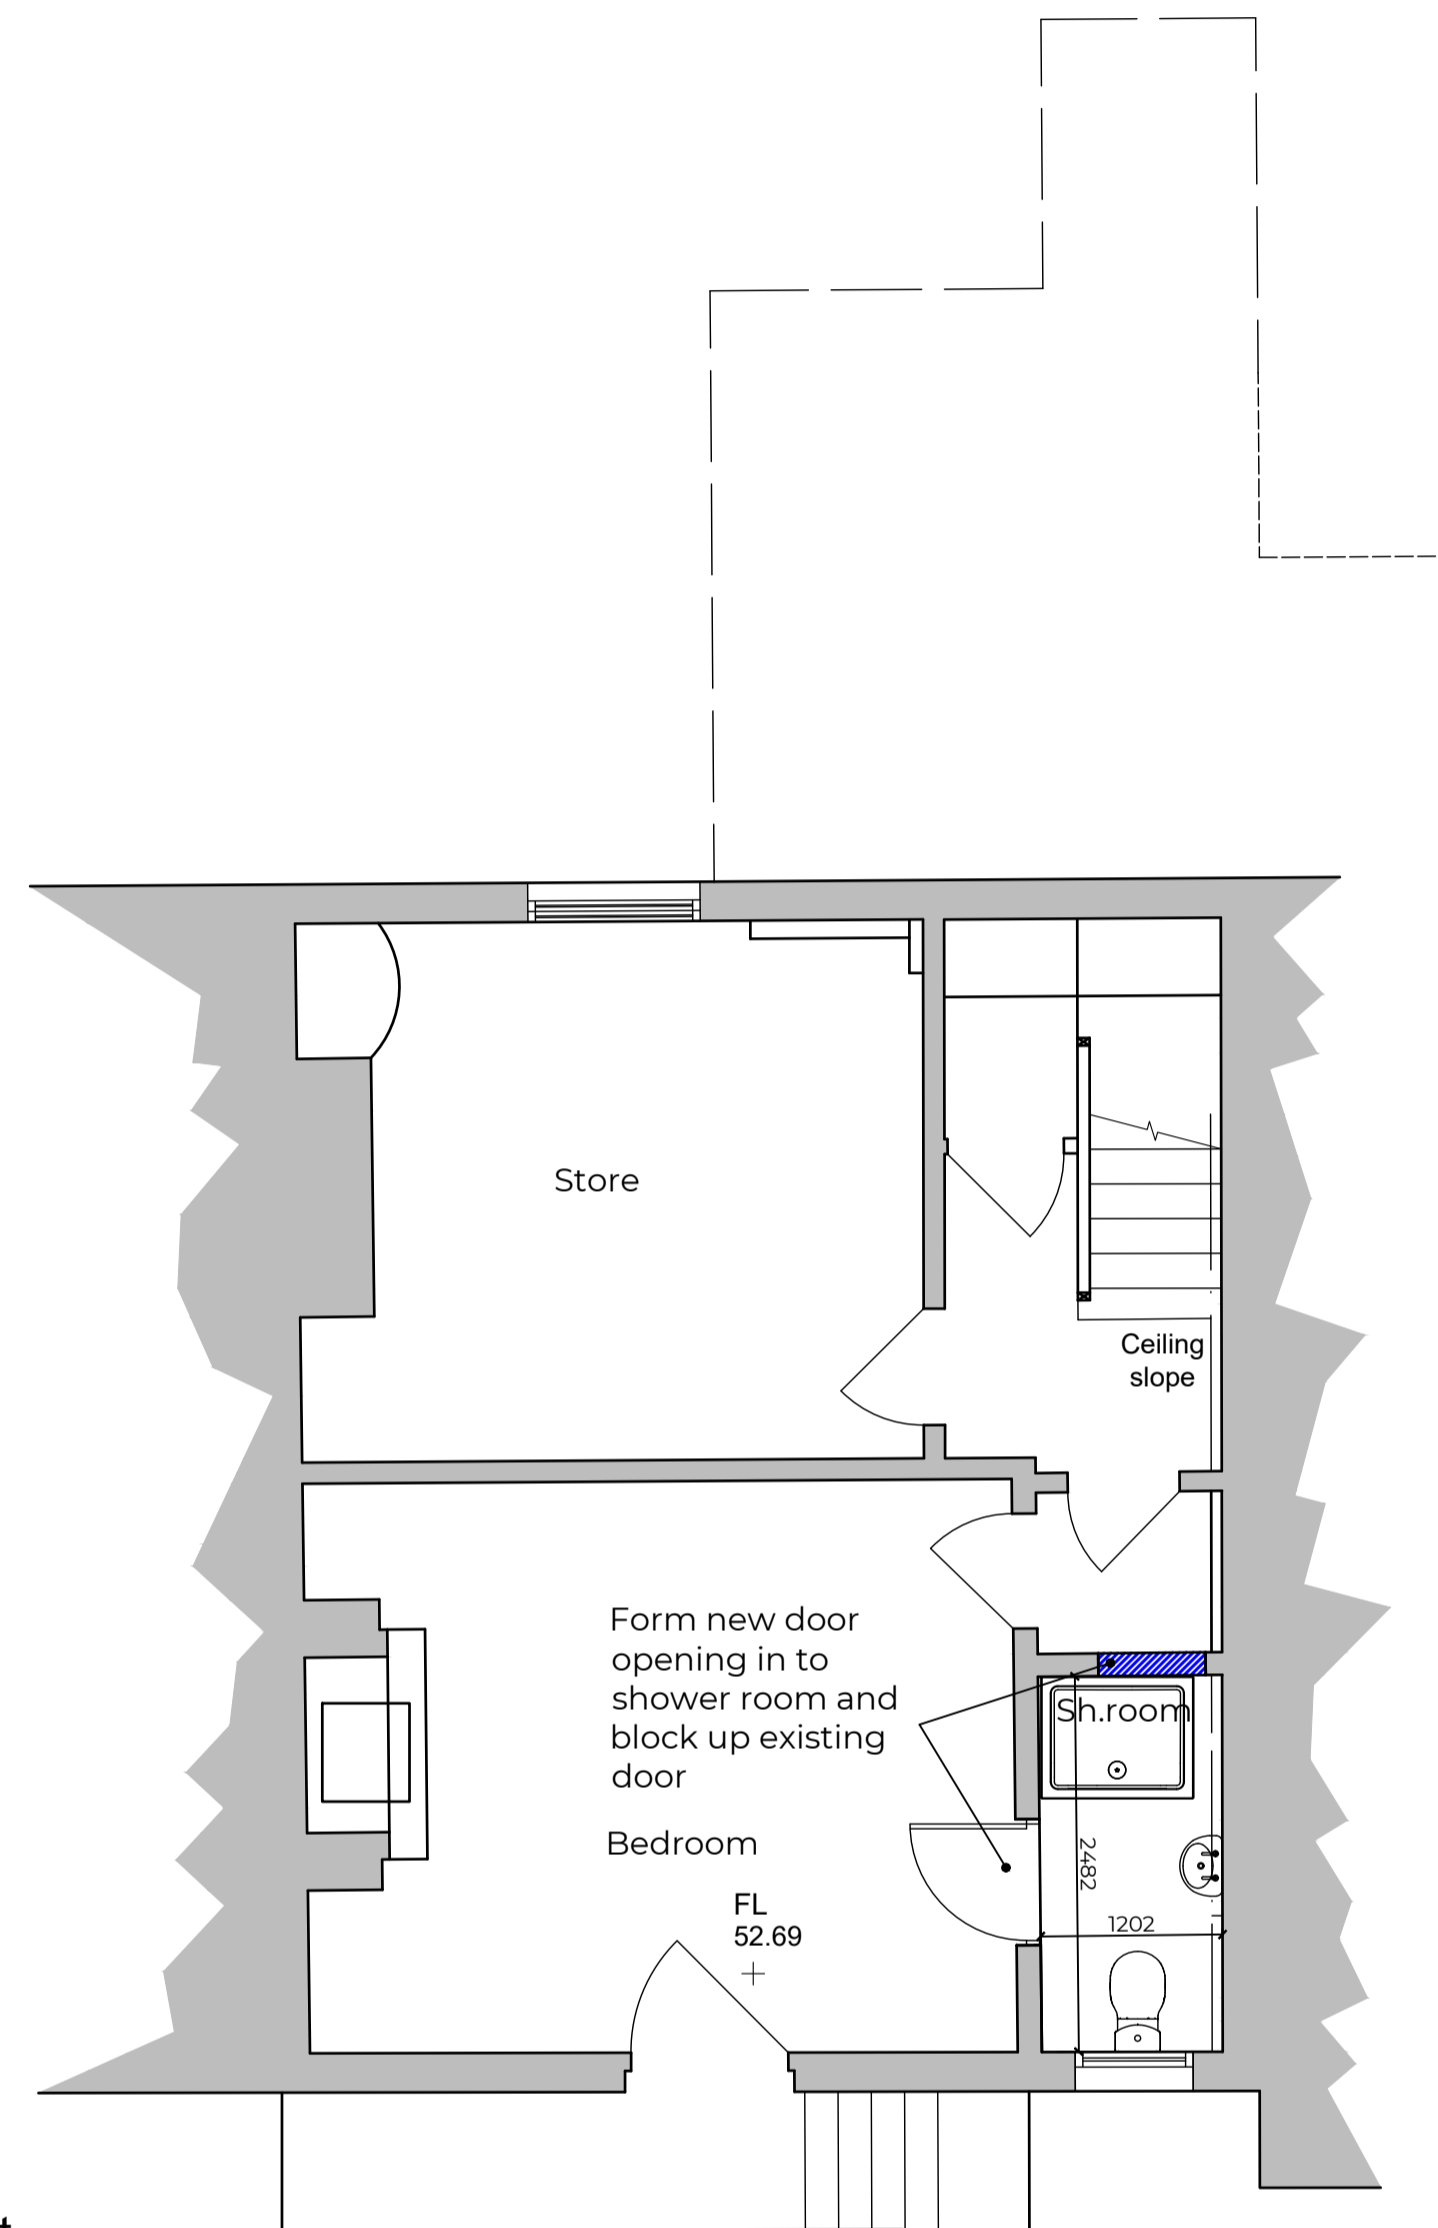 Store
Ceiling
slope
Form new door
opening in to
shower room and
block up existing
door
Sh.room
Bedroom
2482
FL
52.69
1202
t